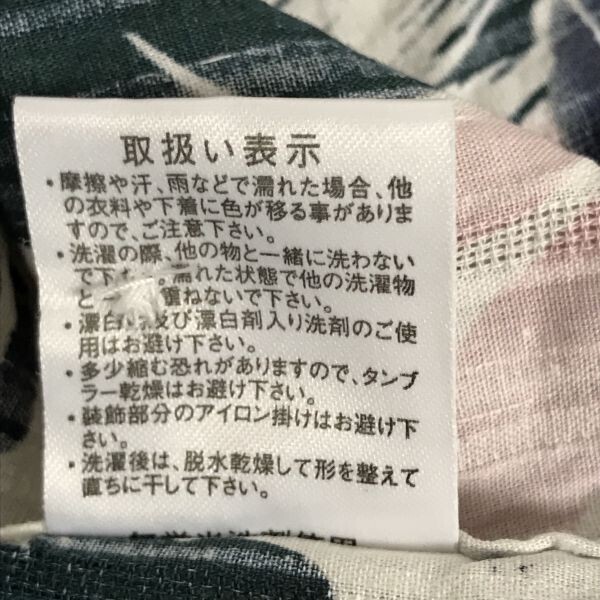 取扱い表示
・摩擦や汗、雨などで濡れた場合、他
の衣料や下着に色が移る事がありま
すので、ご注意下さい。
・洗濯の際、他の物と一緒に洗わない
で下 濡れた状態で他の洗濯物
と 重ねないで下さい。
・漂白 及び漂白剤入り洗剤のご使
用はお避け下さい。
・多少縮む恐れがありますので、タンブ
ラー乾燥はお避け下さい。
・装飾部分のアイロン掛けはお避け下
さい。
・洗濯後は、脱水乾燥して形を整えて
直ちに干して下さい。